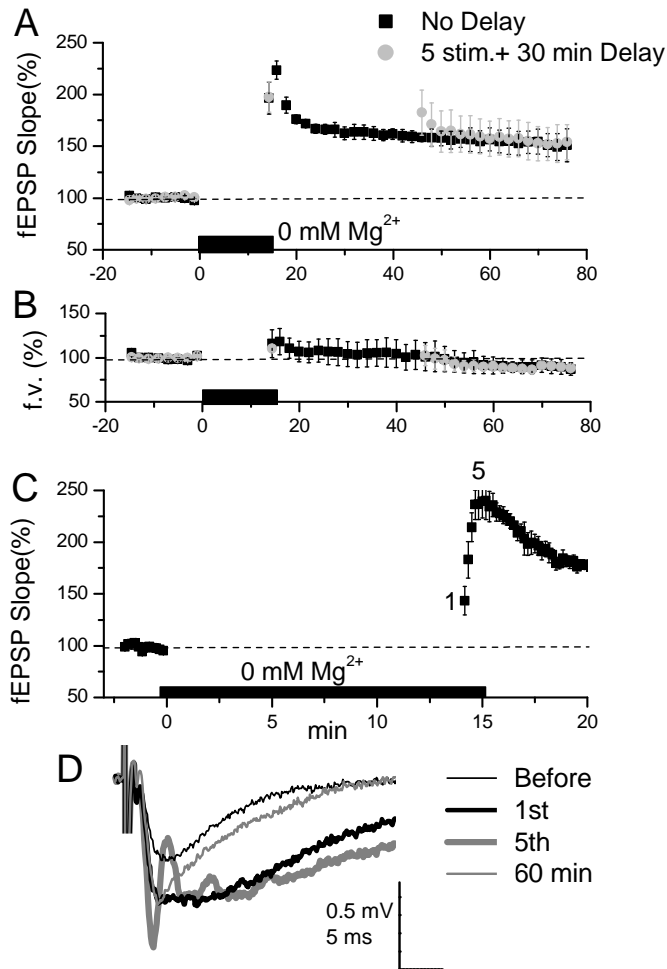 A
No Delay
5 stim.+ 30 min Delay
fEPSP Slope(%)
250
200
150
100
50
0 mM Mg²⁺
-20 0 20 40 60 80
B
f.v. (%)
150
100
50
-20 0 20 40 60 80
C
fEPSP Slope(%)
250
200
150
100
50
5
1
0 mM Mg²⁺
0 5 10 15 20
min
D
Before
1st
5th
60 min
0.5 mV
5 ms